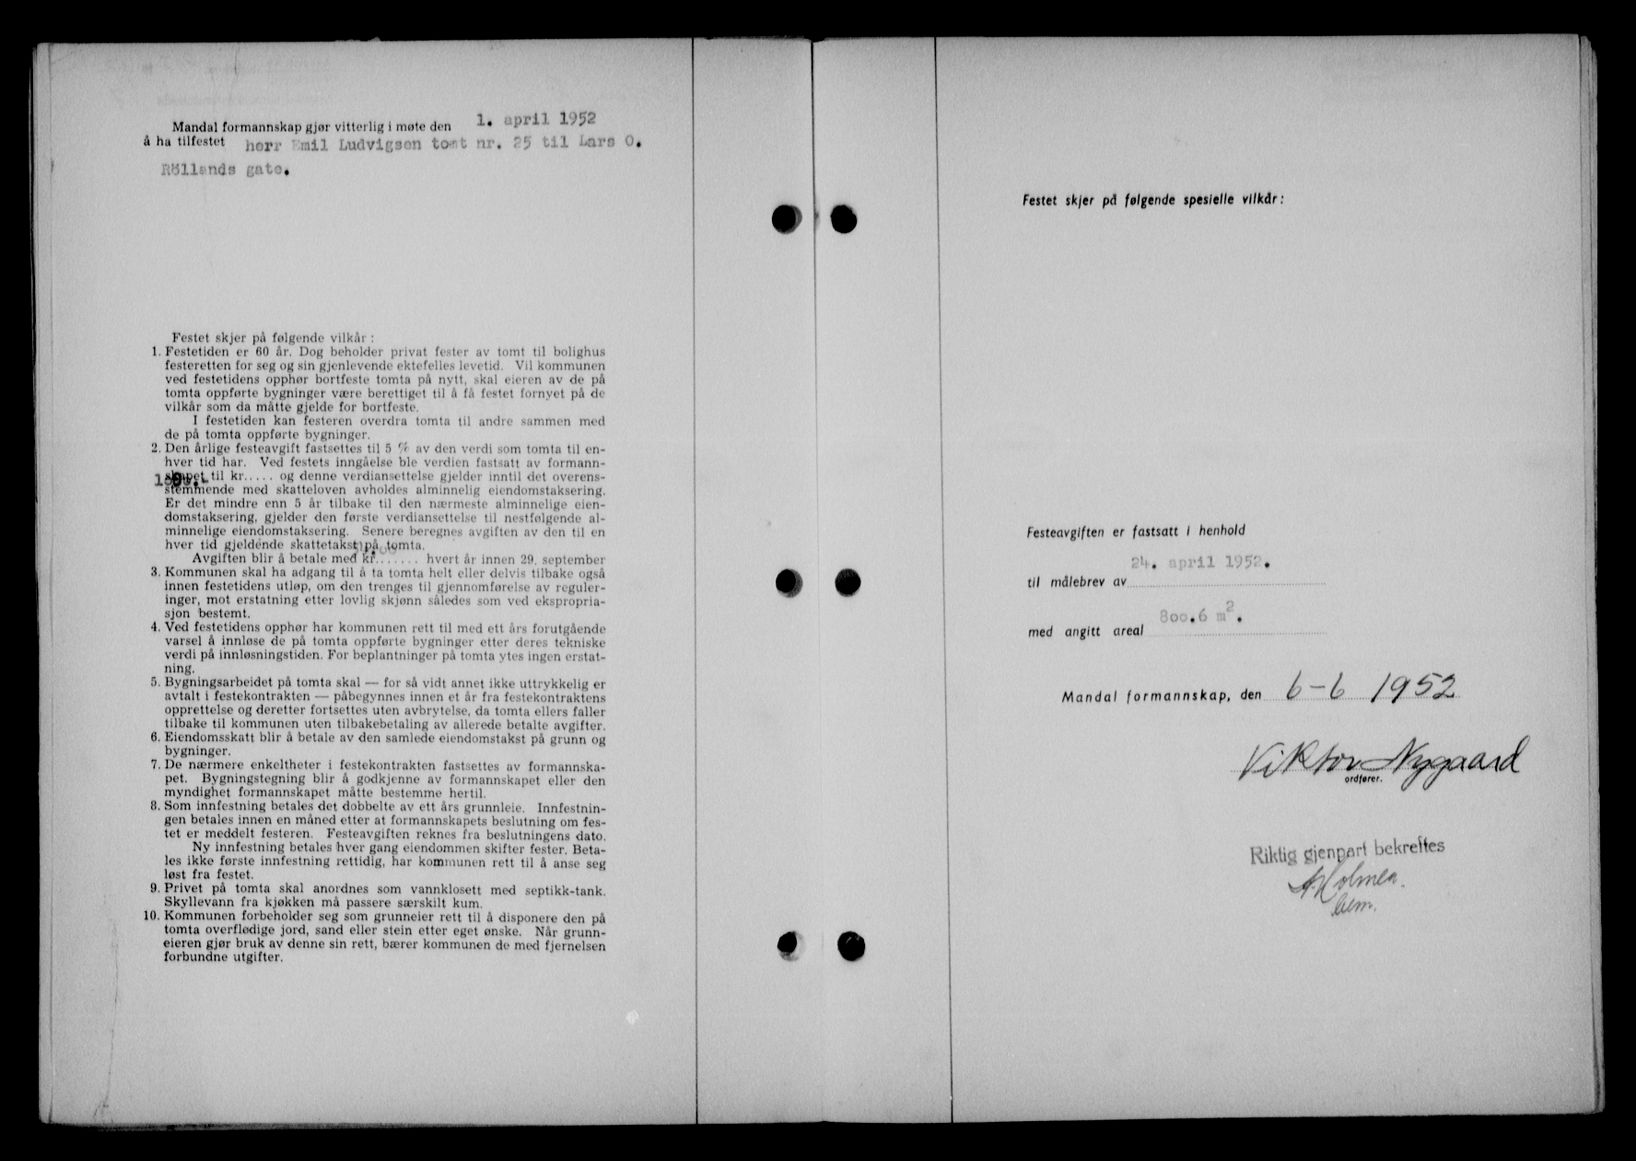 Mandal formannskap gjør vitterlig i møte den 1. april 1952
å ha tilfestet herr Emil Ludvigsen tomt nr. 25 til Lars O.
Röllands gate.
Festet skjer på følgende vilkår:
1. Festetiden er 60 år. Dog beholder privat fester av tomt til bolighus
festeretten for seg og sin gjenlevende ektefelles levetid. Vil kommunen
ved festetidens opphør bortfeste tomta på nytt, skal eieren av de på
tomta oppførte bygninger være berettiget til å få festet fornyet på de
vilkår som da måtte gjelde for bortfeste.
I festetiden kan festeren overdra tomta til andre sammen med
de på tomta oppførte bygninger.
2. Den årlige festeavgift fastsettes til 5 % av den verdi som tomta til en-
hver tid har. Ved festets inngåelse ble verdien fastsatt av formann-
skapet til kr..... og denne verdiansettelse gjelder inntil det overens-
stemmende med skatteloven avholdes alminnelig eiendomstaksering.
Er det mindre enn 5 år tilbake til den nærmeste alminnelige eien-
domstaksering, gjelder den første verdiansettelse til nestfølgende al-
minnelige eiendomstaksering. Senere beregnes avgiften av den til en
hver tid gjeldende skattetakst på tomta.
Avgiften blir å betale med kr....... hvert år innen 29. september
3. Kommunen skal ha adgang til å ta tomta helt eller delvis tilbake også
innen festetidens utløp, om den trenges til gjennomførelse av reguler-
inger, mot erstatning etter lovlig skjønn således som ved ekspropria-
sjon bestemt.
4. Ved festetidens opphør har kommunen rett til med ett års forutgående
varsel å innløse de på tomta oppførte bygninger etter deres tekniske
verdi på innløsningstiden. For beplantninger på tomta ytes ingen erstat-
ning.
5. Bygningsarbeidet på tomta skal — for så vidt annet ikke uttrykkelig er
avtalt i festekontrakten — påbegynnes innen et år fra festekontraktens
opprettelse og deretter fortsettes uten avbrytelse, da tomta ellers faller
tilbake til kommunen uten tilbakebetaling av allerede betalte avgifter.
6. Eiendomsskatt blir å betale av den samlede eiendomstakst på grunn og
bygninger.
7. De nærmere enkeltheter i festekontrakten fastsettes av formannska-
pet. Bygningstegning blir å godkjenne av formannskapet eller den
myndighet formannskapet måtte bestemme hertil.
8. Som innfestning betales det dobbelte av ett års grunnleie. Innfestnin-
gen betales innen en måned etter at formannskapets beslutning om fes-
tet er meddelt festeren. Festeavgiften reknes fra beslutningens dato.
Ny innfestning betales hver gang eiendommen skifter fester. Beta-
les ikke første innfestning rettidig, har kommunen rett til å anse seg
løst fra festet.
9. Privet på tomta skal anordnes som vannklosett med septikk-tank.
Skyllevann fra kjøkken må passere særskilt kum.
10. Kommunen forbeholder seg som grunneier rett til å disponere den på
tomta overflødige jord, sand eller stein etter eget ønske. Når grunn-
eieren gjør bruk av denne sin rett, bærer kommunen de med fjernelsen
forbundne utgifter.
Festet skjer på følgende spesielle vilkår:
Festeavgiften er fastsatt i henhold
til målebrev av 24. april 1952.
med angitt areal 800.6 m².
Mandal formannskap, den 6-6 1952
Viktor Nygaard
ordfører.
Riktig gjenpart bekreftes
Holmen